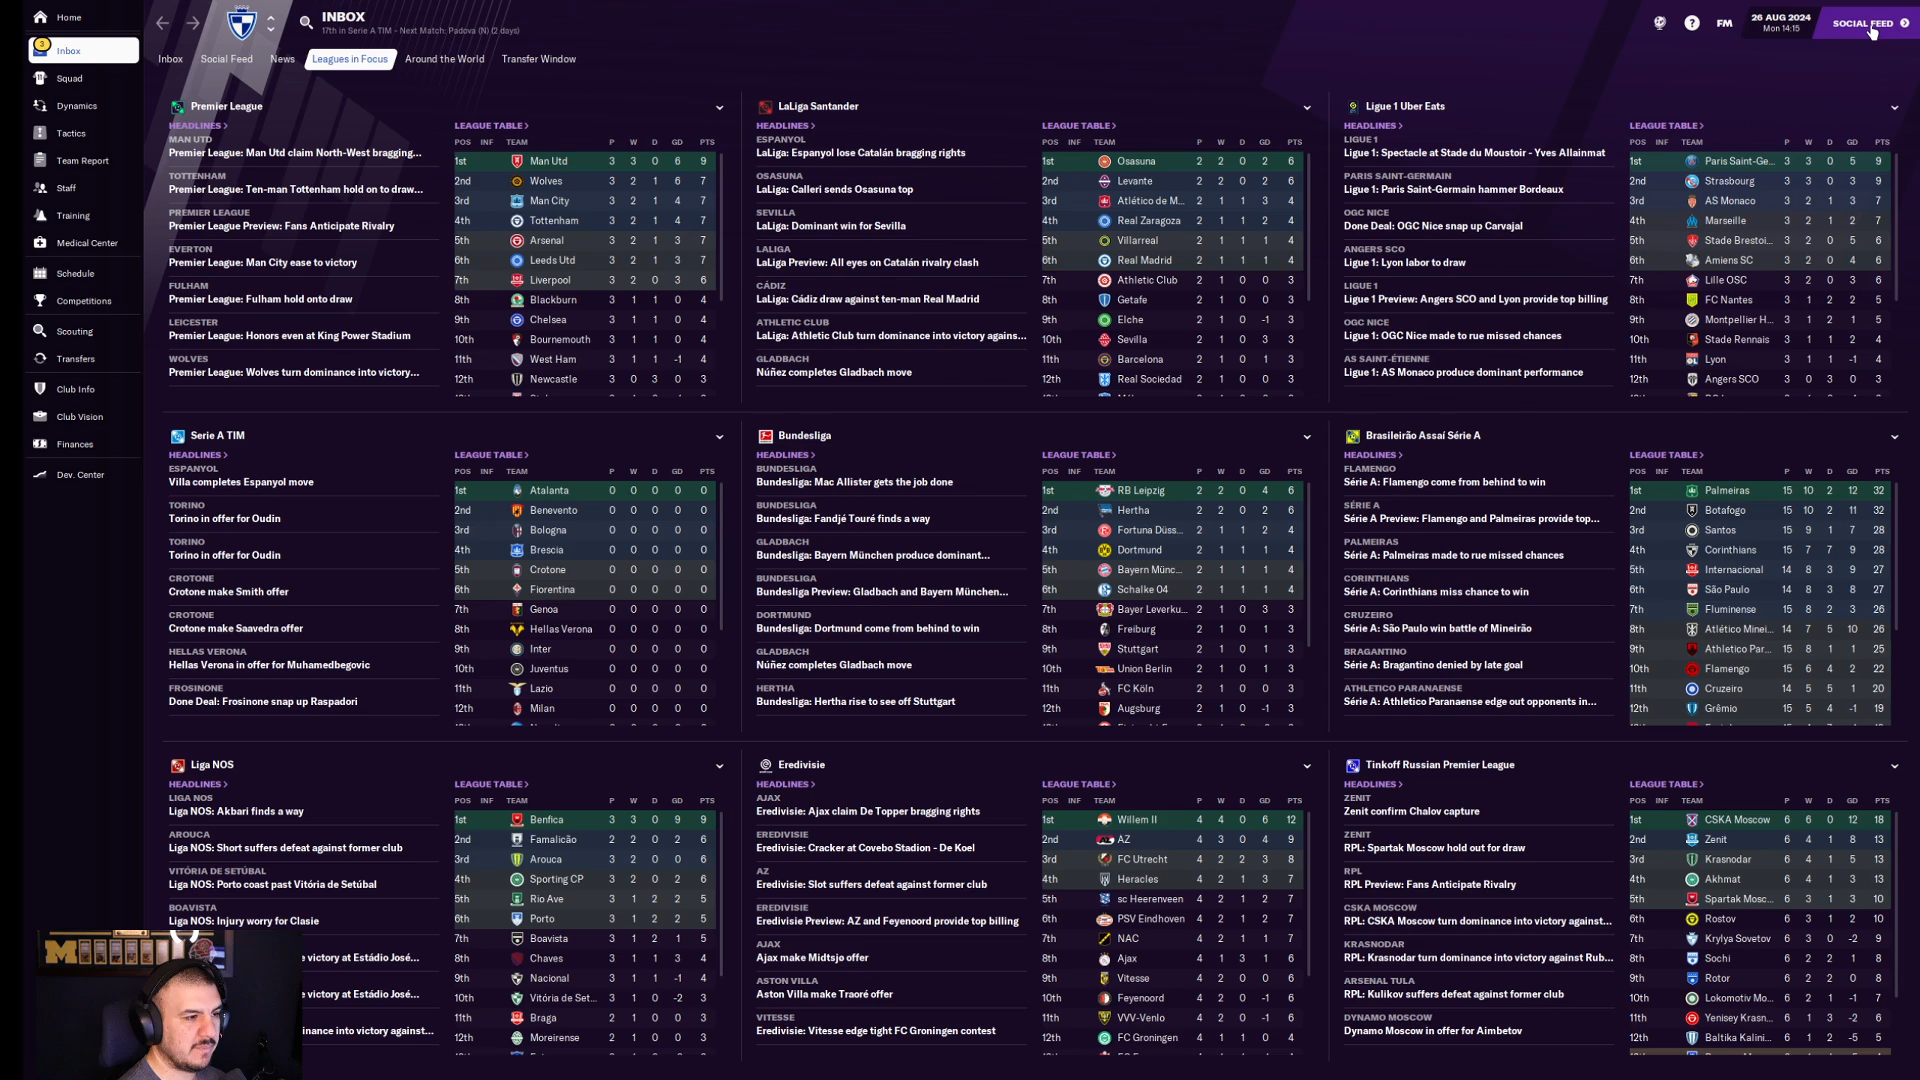 Home
3
Inbox
Squad
Dynamics
Tactics
Team Report
Staff
Training
Medical Center
Schedule
Competitions
Scouting
Transfers
Club Info
Club Vision
Finances
Dev. Center
INBOX
17th in Serie A TIM - Next Match: Padova (N) (2 days)
FM
26 AUG 2024
Mon 14:15
SOCIAL FEED
Inbox Social Feed News Leagues in Focus Around the World Transfer Window
Premier League
HEADLINES >
MAN UTD
Premier League: Man Utd claim North-West bragging...
TOTTENHAM
Premier League: Ten-man Tottenham hold on to draw...
PREMIER LEAGUE
Premier League Preview: Fans Anticipate Rivalry
EVERTON
Premier League: Man City ease to victory
FULHAM
Premier League: Fulham hold onto draw
LEICESTER
Premier League: Honors even at King Power Stadium
WOLVES
Premier League: Wolves turn dominance into victory...
LEAGUE TABLE >
POS INF TEAM P W D GD PTS
1st Man Utd 3 3 0 6 9
2nd Wolves 3 2 1 6 7
3rd Man City 3 2 1 4 7
4th Tottenham 3 2 1 4 7
5th Arsenal 3 2 1 3 7
6th Leeds Utd 3 2 1 3 7
7th Liverpool 3 2 0 3 6
8th Blackburn 3 1 1 0 4
9th Chelsea 3 1 1 0 4
10th Bournemouth 3 1 1 0 4
11th West Ham 3 1 1 -1 4
12th Newcastle 3 0 3 0 3
LaLiga Santander
HEADLINES >
ESPANYOL
LaLiga: Espanyol lose Catalán bragging rights
OSASUNA
LaLiga: Calleri sends Osasuna top
SEVILLA
LaLiga: Dominant win for Sevilla
LALIGA
LaLiga Preview: All eyes on Catalán rivalry clash
CÁDIZ
LaLiga: Cádiz draw against ten-man Real Madrid
ATHLETIC CLUB
LaLiga: Athletic Club turn dominance into victory agains...
GLADBACH
Núñez completes Gladbach move
LEAGUE TABLE >
POS INF TEAM P W D GD PTS
1st Osasuna 2 2 0 2 6
2nd Levante 2 2 0 2 6
3rd Atlético de M... 2 1 1 3 4
4th Real Zaragoza 2 1 1 2 4
5th Villarreal 2 1 1 1 4
6th Real Madrid 2 1 1 1 4
7th Athletic Club 2 1 0 3 3
8th Getafe 2 1 0 0 3
9th Elche 2 1 0 -1 3
10th Sevilla 2 1 0 3 3
11th Barcelona 2 1 0 1 3
12th Real Sociedad 2 1 0 0 3
Ligue 1 Uber Eats
HEADLINES >
LIGUE 1
Ligue 1: Spectacle at Stade du Moustoir - Yves Allainmat
PARIS SAINT-GERMAIN
Ligue 1: Paris Saint-Germain hammer Bordeaux
OGC NICE
Done Deal: OGC Nice snap up Carvajal
ANGERS SCO
Ligue 1: Lyon labor to draw
LIGUE 1
Ligue 1 Preview: Angers SCO and Lyon provide top billing
OGC NICE
Ligue 1: OGC Nice made to rue missed chances
AS SAINT-ÉTIENNE
Ligue 1: AS Monaco produce dominant performance
LEAGUE TABLE >
POS INF TEAM P W D GD PTS
1st Paris Saint-Ge... 3 3 0 5 9
2nd Strasbourg 3 3 0 3 9
3rd AS Monaco 3 2 1 3 7
4th Marseille 3 2 1 2 7
5th Stade Brestoi... 3 2 0 5 6
6th Amiens SC 3 2 0 4 6
7th Lille OSC 3 2 0 3 6
8th FC Nantes 3 1 2 2 5
9th Montpellier H... 3 1 2 1 5
10th Stade Rennais 3 1 1 2 4
11th Lyon 3 1 1 -1 4
12th Angers SCO 3 0 3 0 3
Serie A TIM
HEADLINES >
ESPANYOL
Villa completes Espanyol move
TORINO
Torino in offer for Oudin
TORINO
Torino in offer for Oudin
CROTONE
Crotone make Smith offer
CROTONE
Crotone make Saavedra offer
HELLAS VERONA
Hellas Verona in offer for Muhamedbegovic
FROSINONE
Done Deal: Frosinone snap up Raspadori
LEAGUE TABLE >
POS INF TEAM P W D GD PTS
1st Atalanta 0 0 0 0 0
2nd Benevento 0 0 0 0 0
3rd Bologna 0 0 0 0 0
4th Brescia 0 0 0 0 0
5th Crotone 0 0 0 0 0
6th Fiorentina 0 0 0 0 0
7th Genoa 0 0 0 0 0
8th Hellas Verona 0 0 0 0 0
9th Inter 0 0 0 0 0
10th Juventus 0 0 0 0 0
11th Lazio 0 0 0 0 0
12th Milan 0 0 0 0 0
Bundesliga
HEADLINES >
BUNDESLIGA
Bundesliga: Mac Allister gets the job done
BUNDESLIGA
Bundesliga: Fandjé Touré finds a way
GLADBACH
Bundesliga: Bayern München produce dominant...
BUNDESLIGA
Bundesliga Preview: Gladbach and Bayern München...
DORTMUND
Bundesliga: Dortmund come from behind to win
GLADBACH
Núñez completes Gladbach move
HERTHA
Bundesliga: Hertha rise to see off Stuttgart
LEAGUE TABLE >
POS INF TEAM P W D GD PTS
1st RB Leipzig 2 2 0 4 6
2nd Hertha 2 2 0 2 6
3rd Fortuna Düss... 2 1 1 2 4
4th Dortmund 2 1 1 1 4
5th Bayern Münc... 2 1 1 1 4
6th Schalke 04 2 1 1 1 4
7th Bayer Leverku... 2 1 0 3 3
8th Freiburg 2 1 0 1 3
9th Stuttgart 2 1 0 1 3
10th Union Berlin 2 1 0 1 3
11th FC Köln 2 1 0 0 3
12th Augsburg 2 1 0 -1 3
Brasileirão Assaí Série A
HEADLINES >
FLAMENGO
Série A: Flamengo come from behind to win
SÉRIE A
Série A Preview: Flamengo and Palmeiras provide top...
PALMEIRAS
Série A: Palmeiras made to rue missed chances
CORINTHIANS
Série A: Corinthians miss chance to win
CRUZEIRO
Série A: São Paulo win battle of Mineirão
BRAGANTINO
Série A: Bragantino denied by late goal
ATHLETICO PARANAENSE
Série A: Athletico Paranaense edge out opponents in...
LEAGUE TABLE >
POS INF TEAM P W D GD PTS
1st Palmeiras 15 10 2 12 32
2nd Botafogo 15 10 2 11 32
3rd Santos 15 9 1 7 28
4th Corinthians 15 7 7 9 28
5th Internacional 14 8 3 9 27
6th São Paulo 14 8 3 8 27
7th Fluminense 15 8 2 3 26
8th Atlético Minei... 14 7 5 10 26
9th Athletico Par... 15 8 1 1 25
10th Flamengo 15 6 4 2 22
11th Cruzeiro 14 5 5 1 20
12th Grêmio 15 5 4 -1 19
Liga NOS
HEADLINES >
LIGA NOS
Liga NOS: Akbari finds a way
AROUCA
Liga NOS: Short suffers defeat against former club
VITÓRIA DE SETÚBAL
Liga NOS: Porto coast past Vitória de Setúbal
BOAVISTA
Liga NOS: Injury worry for Clasie
e victory at Estádio José...
e victory at Estádio José...
inance into victory against...
LEAGUE TABLE >
POS INF TEAM P W D GD PTS
1st Benfica 3 3 0 9 9
2nd Famalicão 2 2 0 2 6
3rd Arouca 3 2 0 0 6
4th Sporting CP 3 2 0 2 6
5th Rio Ave 3 1 2 2 5
6th Porto 3 1 2 2 5
7th Boavista 3 1 2 1 5
8th Chaves 3 1 1 3 4
9th Nacional 3 1 1 -1 4
10th Vitória de Set... 3 1 0 -2 3
11th Braga 2 1 0 0 3
12th Moreirense 2 1 0 0 3
Eredivisie
HEADLINES >
AJAX
Eredivisie: Ajax claim De Topper bragging rights
EREDIVISIE
Eredivisie: Cracker at Covebo Stadion - De Koel
AZ
Eredivisie: Slot suffers defeat against former club
EREDIVISIE
Eredivisie Preview: AZ and Feyenoord provide top billing
AJAX
Ajax make Midtsjo offer
ASTON VILLA
Aston Villa make Traoré offer
VITESSE
Eredivisie: Vitesse edge tight FC Groningen contest
LEAGUE TABLE >
POS INF TEAM P W D GD PTS
1st Willem II 4 4 0 6 12
2nd AZ 4 3 0 4 9
3rd FC Utrecht 4 2 2 3 8
4th Heracles 4 2 1 3 7
5th sc Heerenveen 4 2 1 2 7
6th PSV Eindhoven 4 2 1 2 7
7th NAC 4 2 1 1 7
8th Ajax 4 1 3 1 6
9th Vitesse 4 2 0 0 6
10th Feyenoord 4 2 0 -1 6
11th VVV-Venlo 4 2 0 -1 6
12th FC Groningen 4 1 1 0 4
Tinkoff Russian Premier League
HEADLINES >
ZENIT
Zenit confirm Chalov capture
ZENIT
RPL: Spartak Moscow hold out for draw
RPL
RPL Preview: Fans Anticipate Rivalry
CSKA MOSCOW
RPL: CSKA Moscow turn dominance into victory against...
KRASNODAR
RPL: Krasnodar turn dominance into victory against Rub...
ARSENAL TULA
RPL: Kulikov suffers defeat against former club
DYNAMO MOSCOW
Dynamo Moscow in offer for Aimbetov
LEAGUE TABLE >
POS INF TEAM P W D GD PTS
1st CSKA Moscow 6 6 0 12 18
2nd Zenit 6 4 1 8 13
3rd Krasnodar 6 4 1 5 13
4th Akhmat 6 4 1 3 13
5th Spartak Mosc... 6 3 1 3 10
6th Rostov 6 3 1 2 10
7th Krylya Sovetov 6 3 0 -2 9
8th Sochi 6 2 2 1 8
9th Rotor 6 2 2 0 8
10th Lokomotiv Mo... 6 2 1 -1 7
11th Yenisey Krasn... 6 1 3 -2 6
12th Baltika Kalini... 6 1 2 -5 5